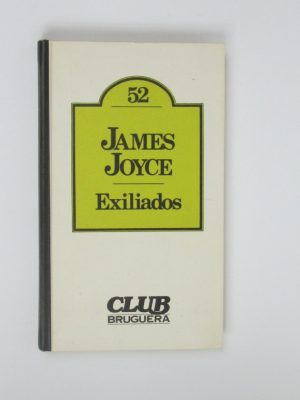 52
JAMES
JOYCE
Exiliados
CLUB
BRUGUERA